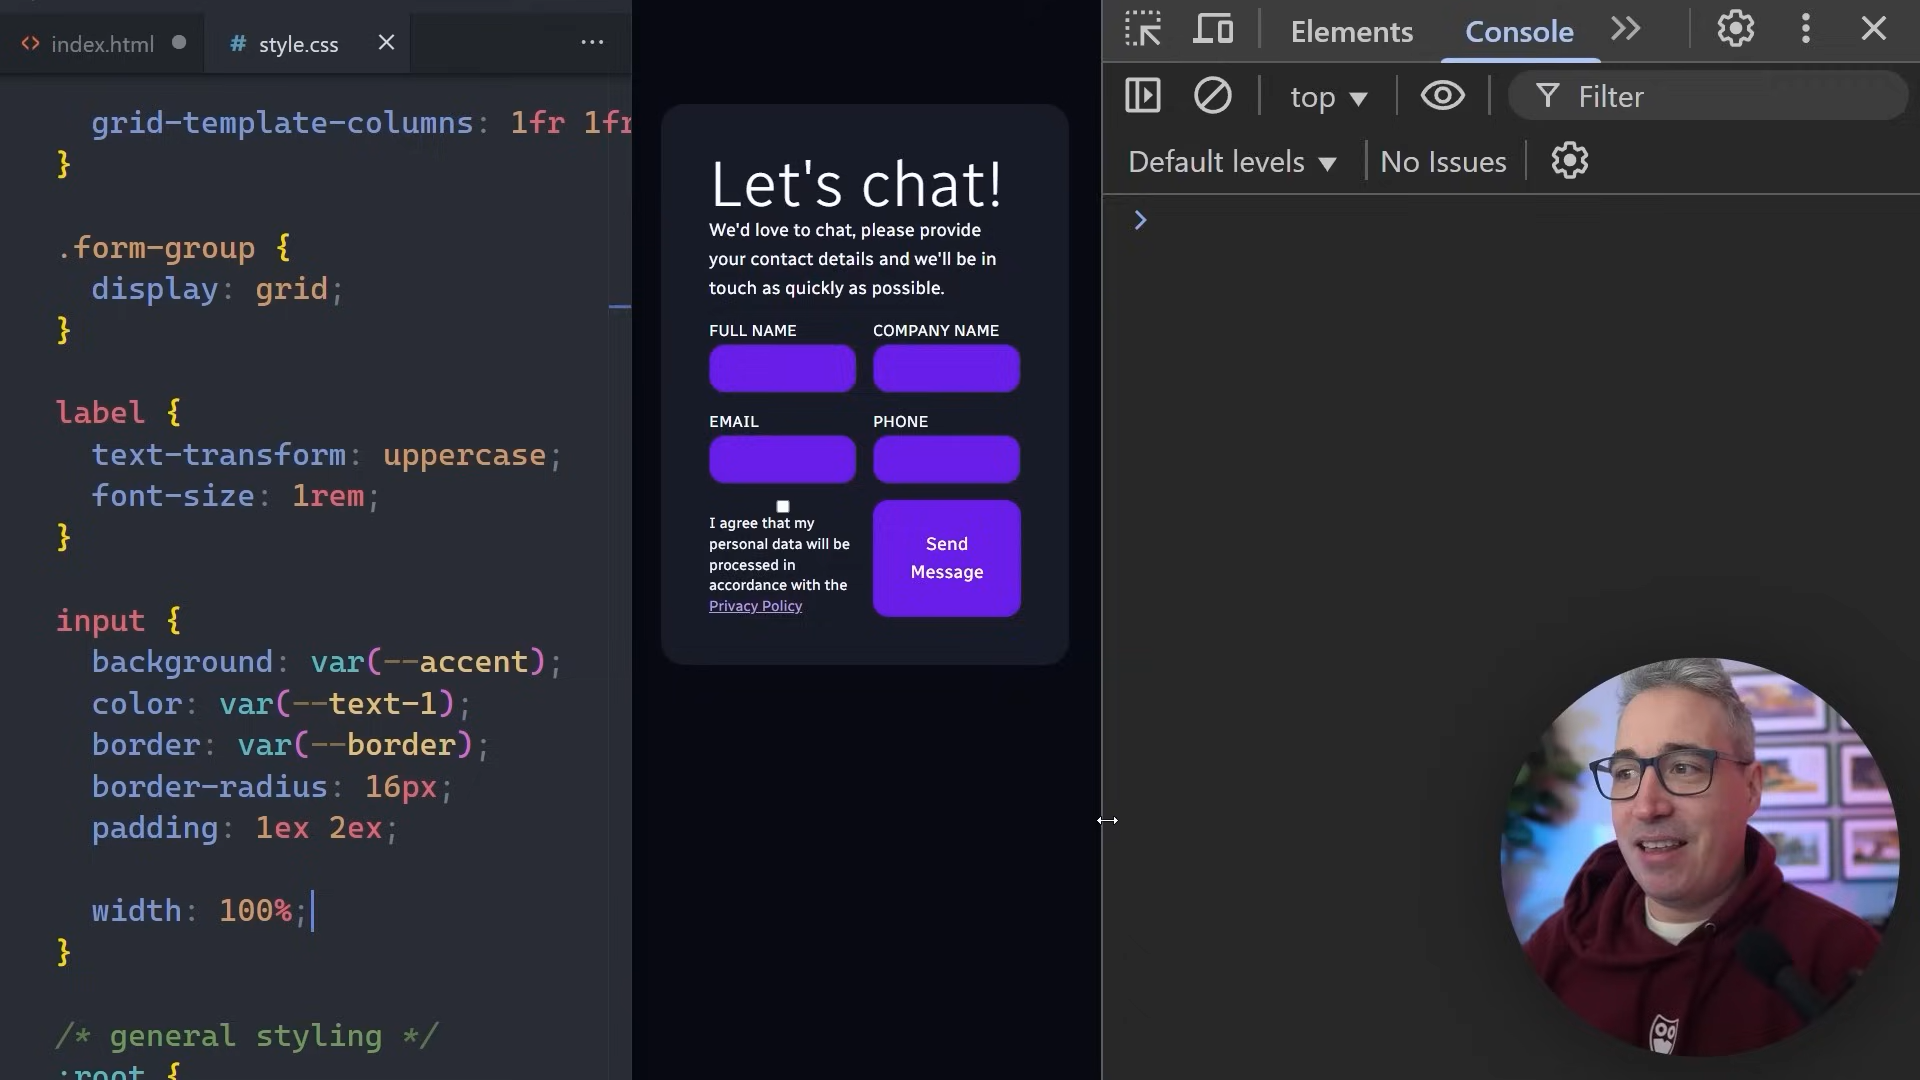 index.html
# style.css
grid-template-columns: 1fr 1fr
}
.form-group {
display: grid;
}
label {
text-transform: uppercase;
font-size: 1rem;
}
input {
background: var(--accent);
color: var(--text-1);
border: var(--border);
border-radius: 16px;
padding: 1ex 2ex;
width: 100%;
}
/* general styling */
:root {
Let's chat!
We'd love to chat, please provide
your contact details and we'll be in
touch as quickly as possible.
FULL NAME
COMPANY NAME
EMAIL
PHONE
I agree that my
personal data will be
processed in
accordance with the
Privacy Policy
Send
Message
Elements
Console
top
Filter
Default levels
No Issues